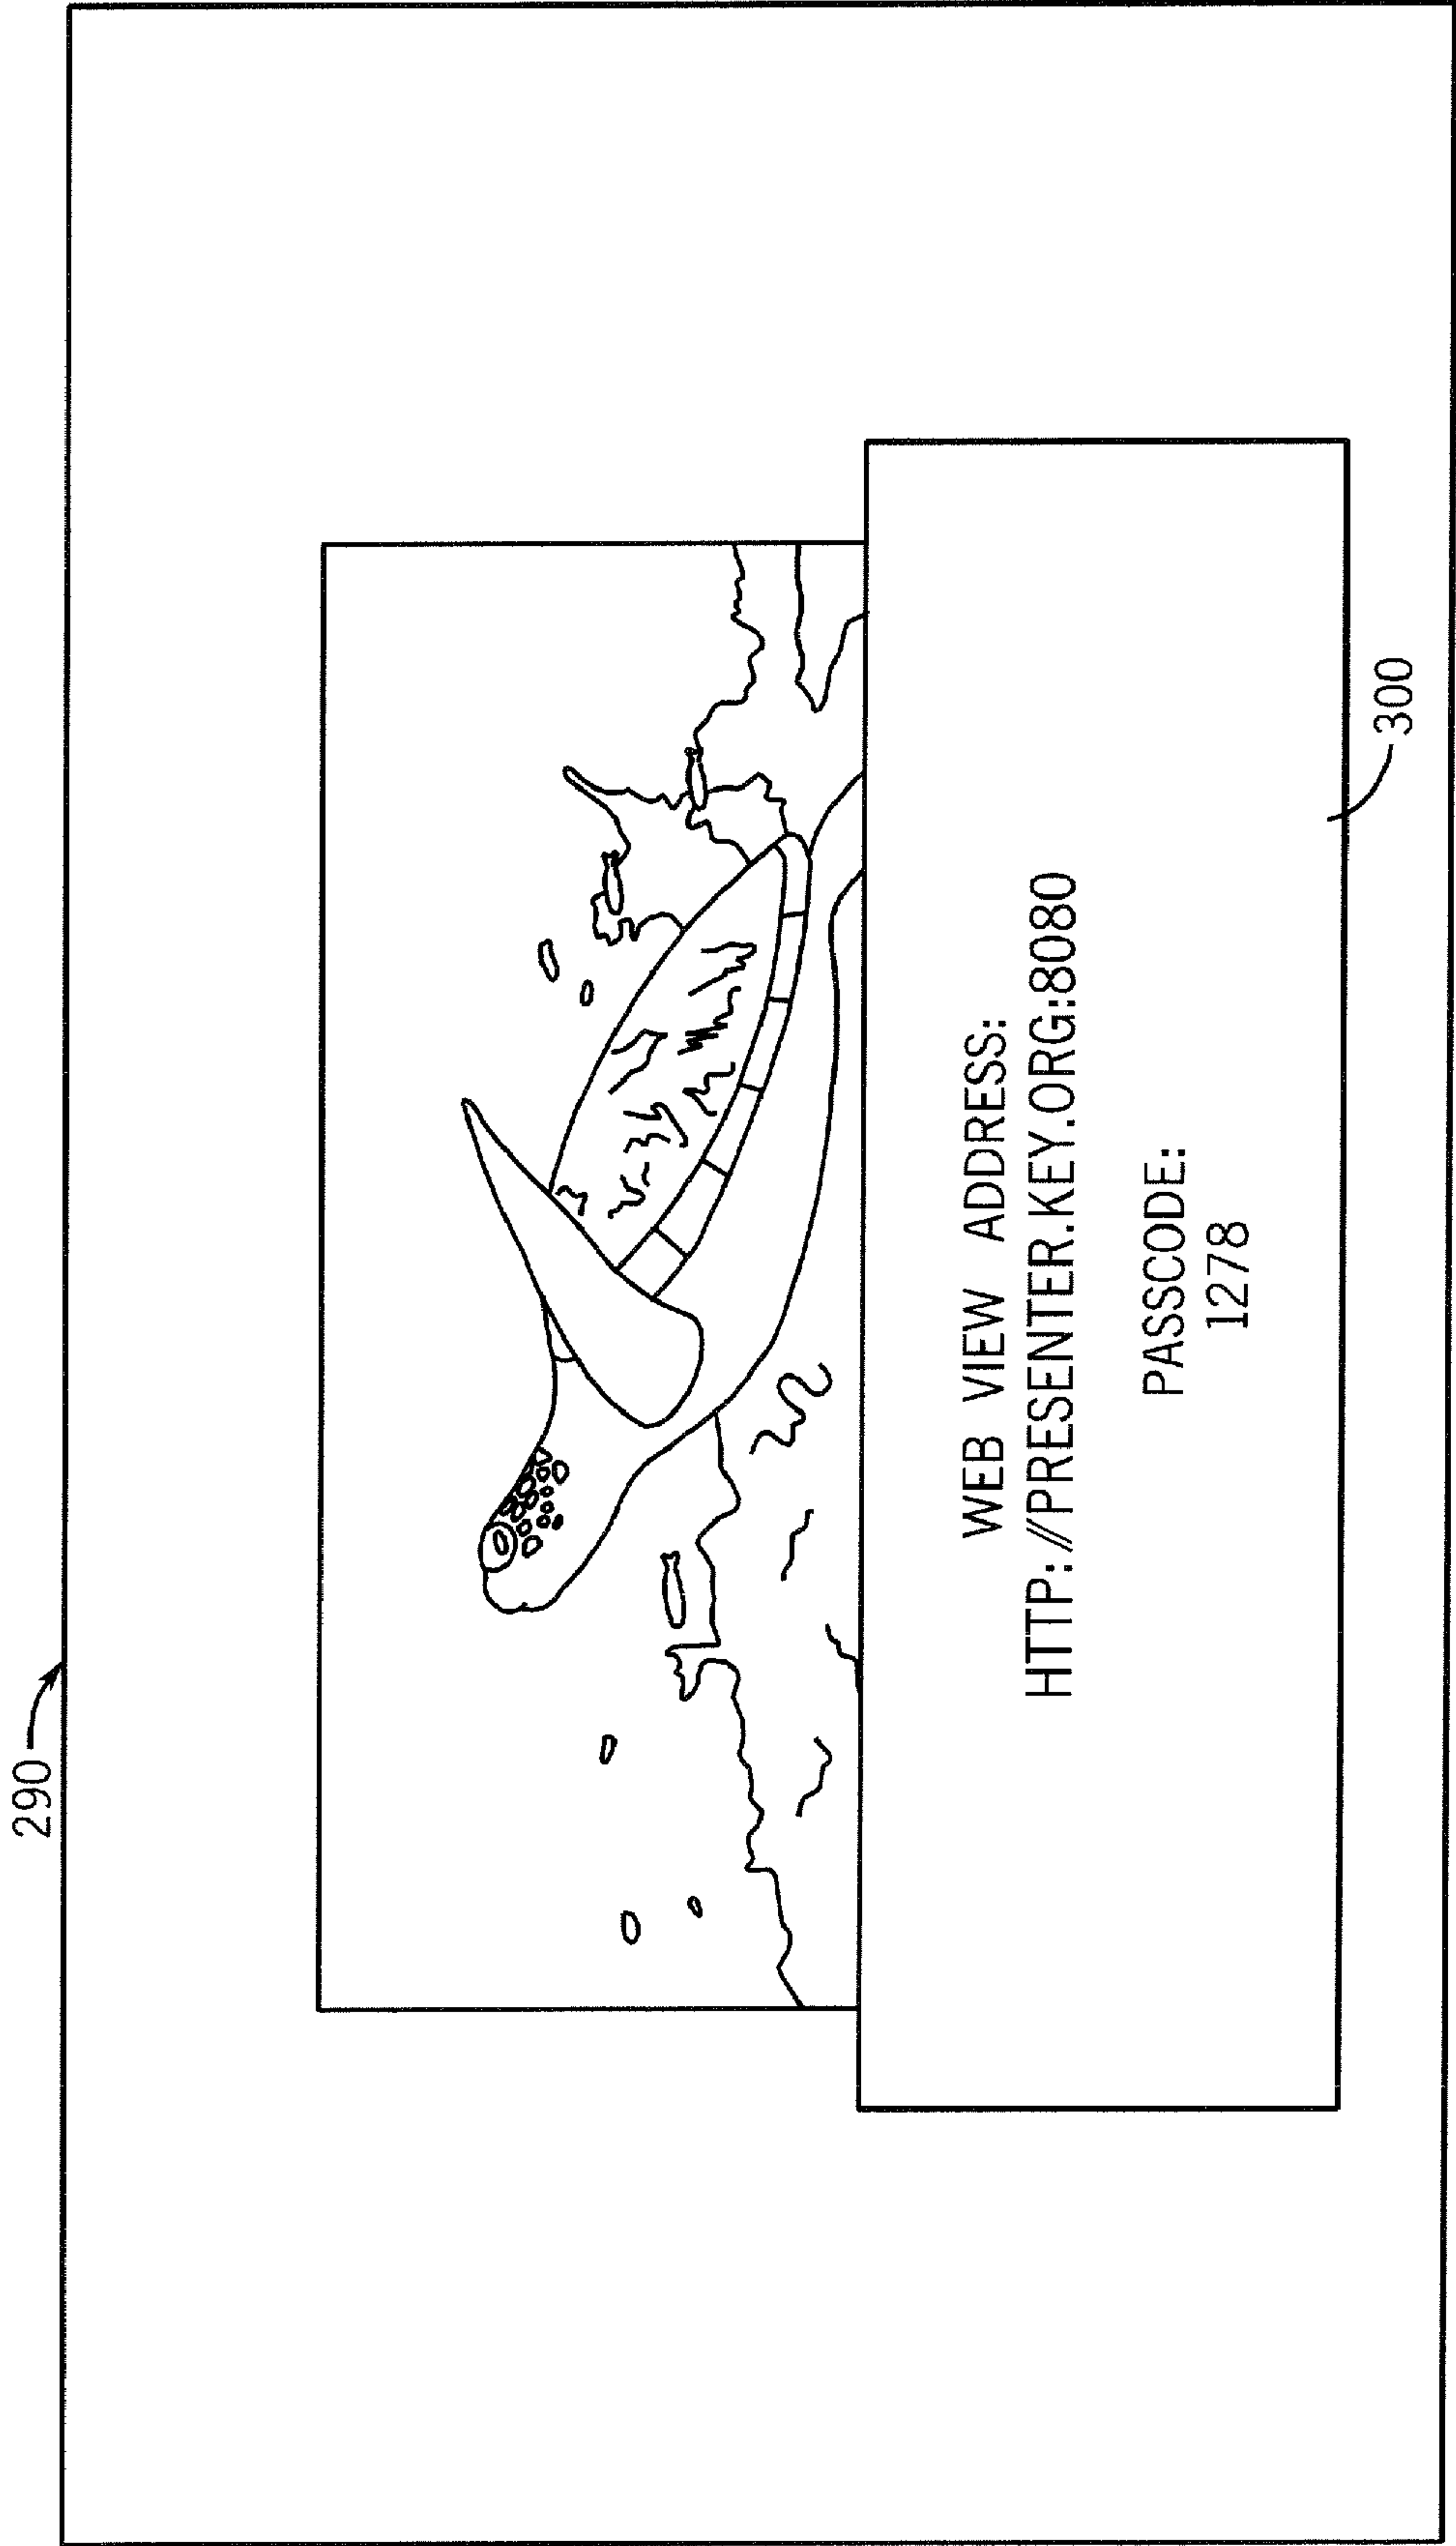 290
WEB VIEW ADDRESS:
HTTP://PRESENTER.KEY.ORG:8080
PASSCODE:
1278
300